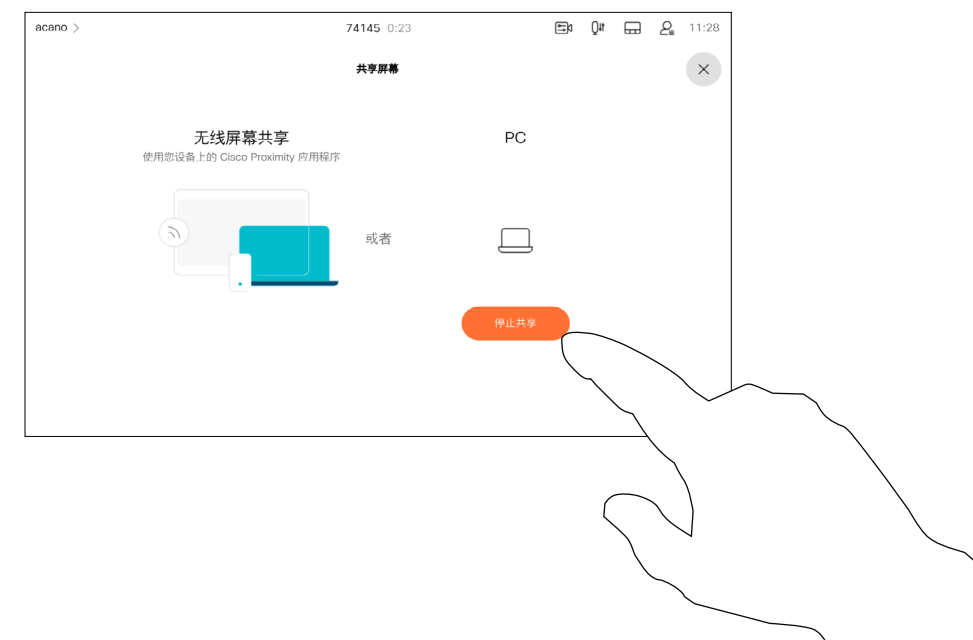 acano >
74145 0:23
11:28
共享屏幕
无线屏幕共享
使用您设备上的 Cisco Proximity 应用程序
PC
或者
停止共享